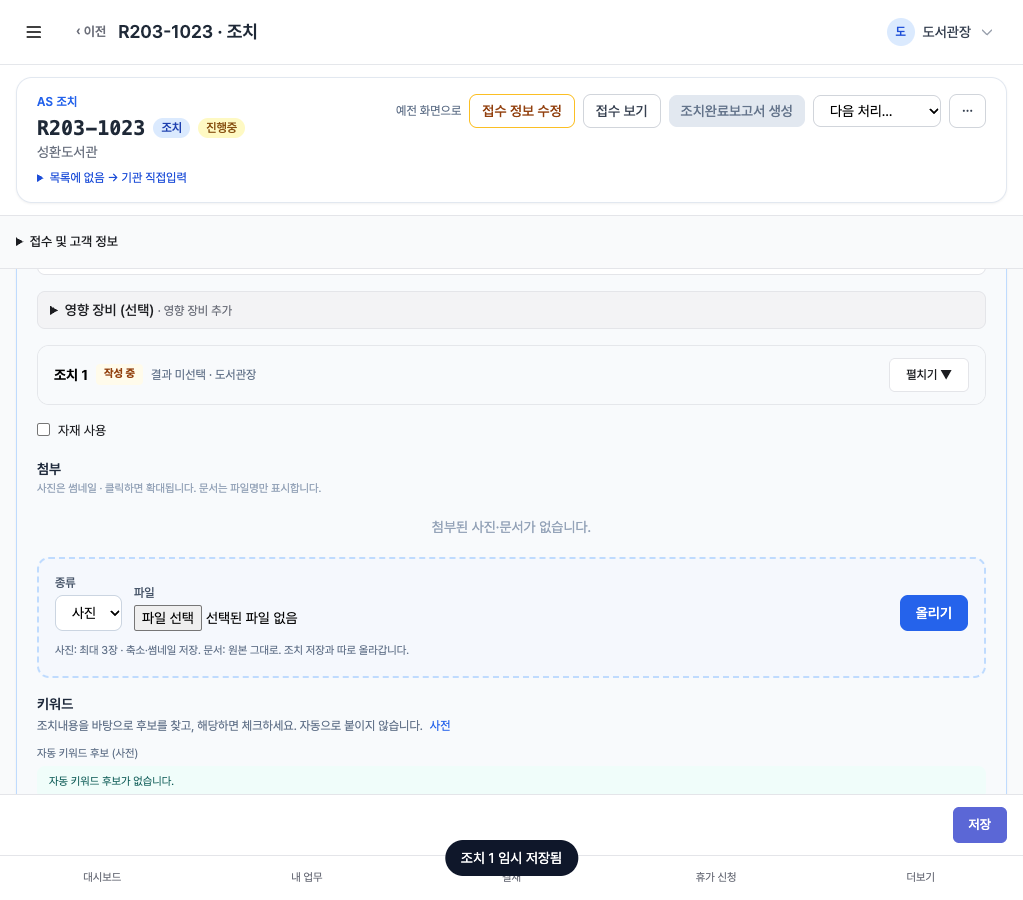 ‹ 이전 R203-1023 · 조치
도 도서관장
AS 조치
R203-1023 조치 진행중
성환도서관
▶ 목록에 없음 → 기관 직접입력
예전 화면으로 접수 정보 수정 접수 보기 조치완료보고서 생성 다음 처리... ···
▶ 접수 및 고객 정보
▶ 영향 장비 (선택) · 영향 장비 추가
조치 1 작성 중 결과 미선택 · 도서관장 펼치기 ▼
자재 사용
첨부
사진은 썸네일 · 클릭하면 확대됩니다. 문서는 파일명만 표시합니다.
첨부된 사진·문서가 없습니다.
종류 파일
사진 파일 선택 선택된 파일 없음 올리기
사진: 최대 3장 · 축소·썸네일 저장. 문서: 원본 그대로. 조치 저장과 따로 올라갑니다.
키워드
조치내용을 바탕으로 후보를 찾고, 해당하면 체크하세요. 자동으로 붙이지 않습니다. 사전
자동 키워드 후보 (사전)
자동 키워드 후보가 없습니다.
저장
조치 1 임시 저장됨
대시보드 내 업무 휴가 신청 더보기